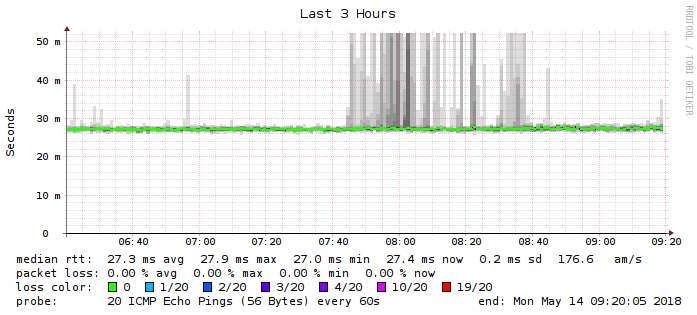 Last 3 Hours
RRDTOOL / TOBI OETIKER
Seconds
50 m
40 m
30 m
20 m
10 m
0
06:40 07:00 07:20 07:40 08:00 08:20 08:40 09:00 09:20
median rtt: 27.3 ms avg 27.9 ms max 27.0 ms min 27.4 ms now 0.2 ms sd 176.6 am/s
packet loss: 0.00 % avg 0.00 % max 0.00 % min 0.00 % now
loss color: 0 1/20 2/20 3/20 4/20 10/20 19/20
probe: 20 ICMP Echo Pings (56 Bytes) every 60s end: Mon May 14 09:20:05 2018